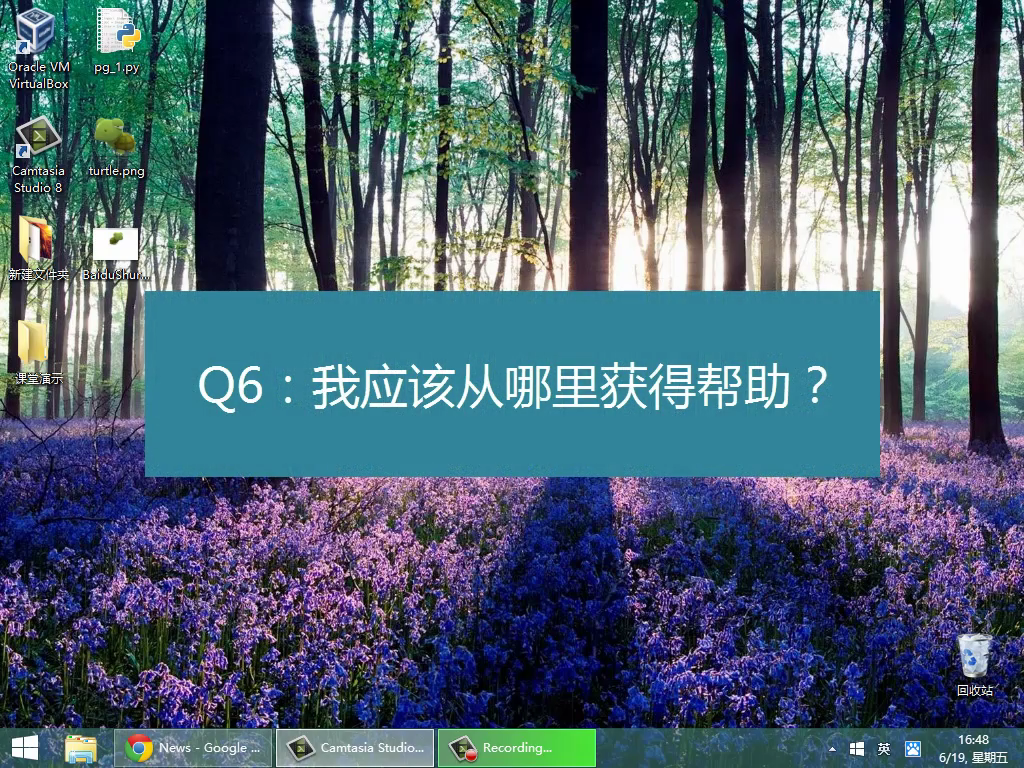 Oracle VM
VirtualBox
pg_1.py
Camtasia
Studio 8
turtle.png
新建文件夹
BaiduShur...
课堂演示
Q6：我应该从哪里获得帮助？
回收站
News - Google ...
Camtasia Studio...
Recording...
英
16:48
6/19, 星期五